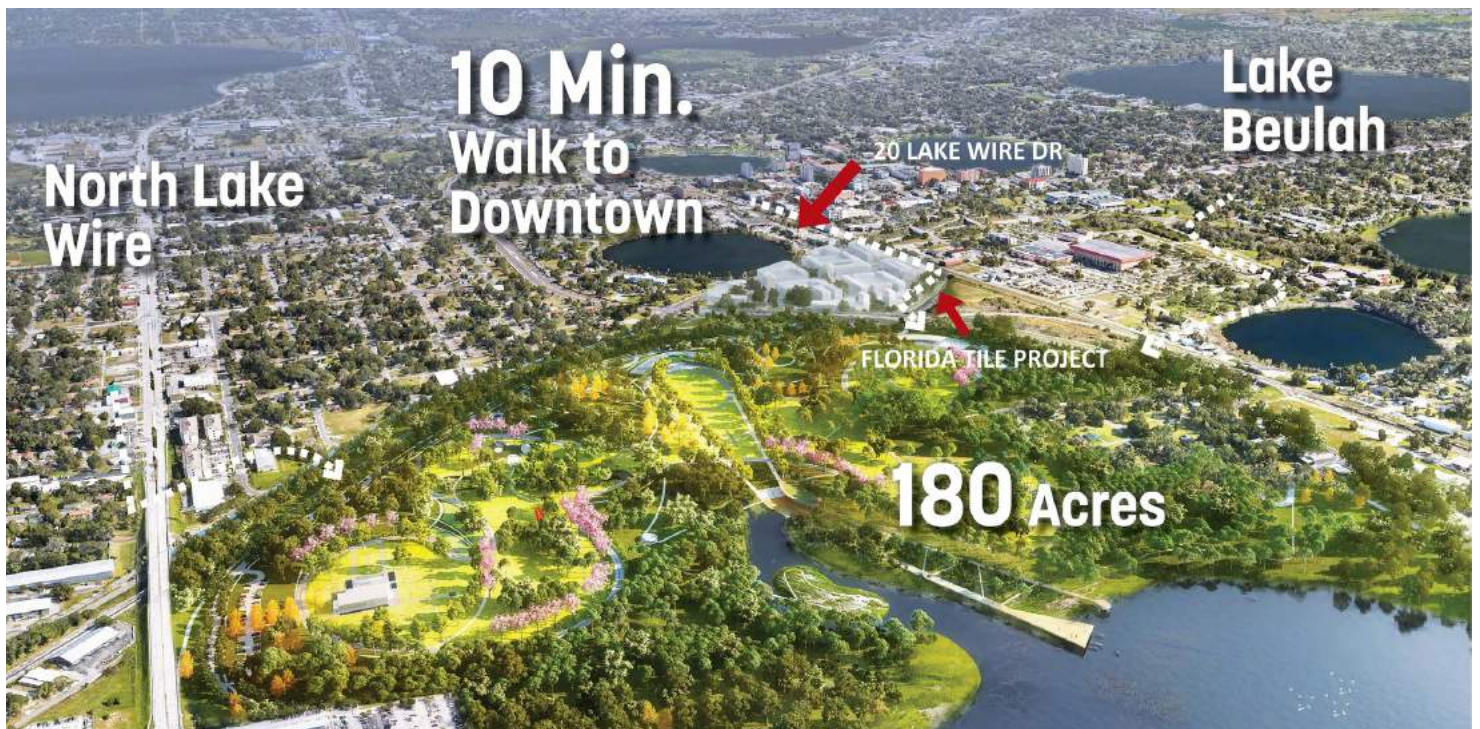 10 Min.
Walk to
Downtown
Lake
Beulah
20 LAKE WIRE DR
North Lake
Wire
FLORIDA TILE PROJECT
180 Acres